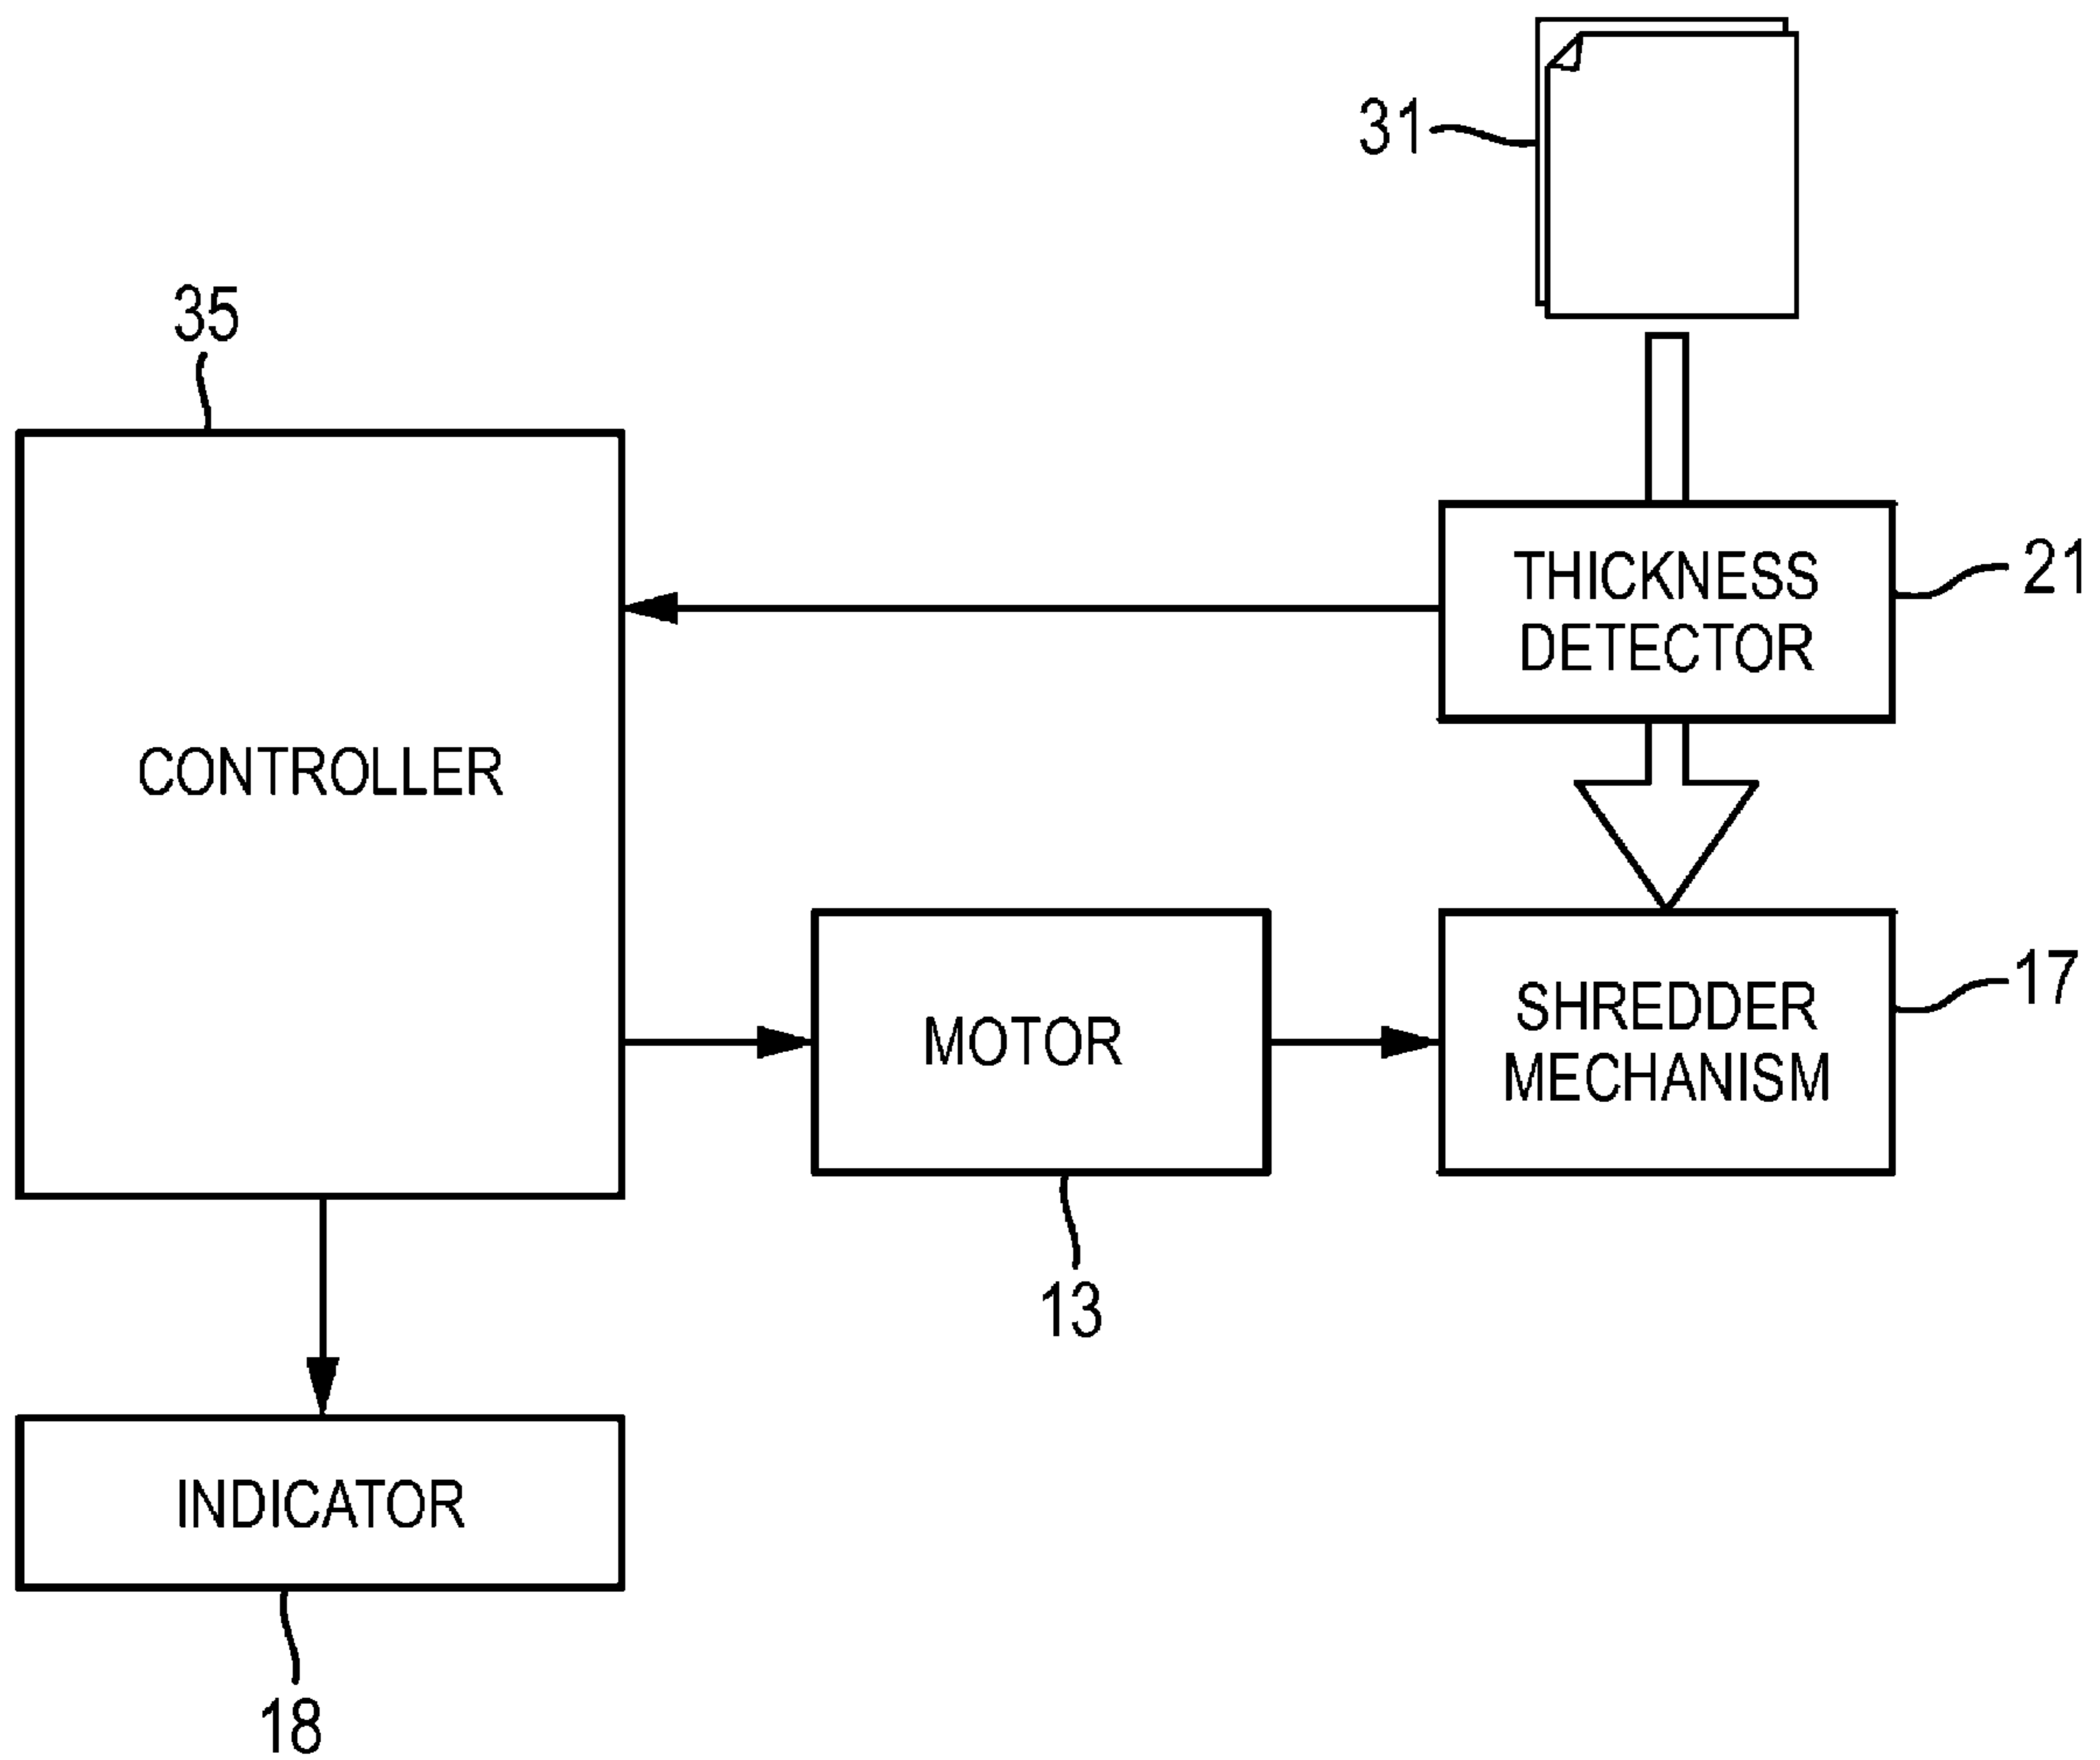 31
35
THICKNESS
DETECTOR
21
CONTROLLER
MOTOR
SHREDDER
MECHANISM
17
13
INDICATOR
18